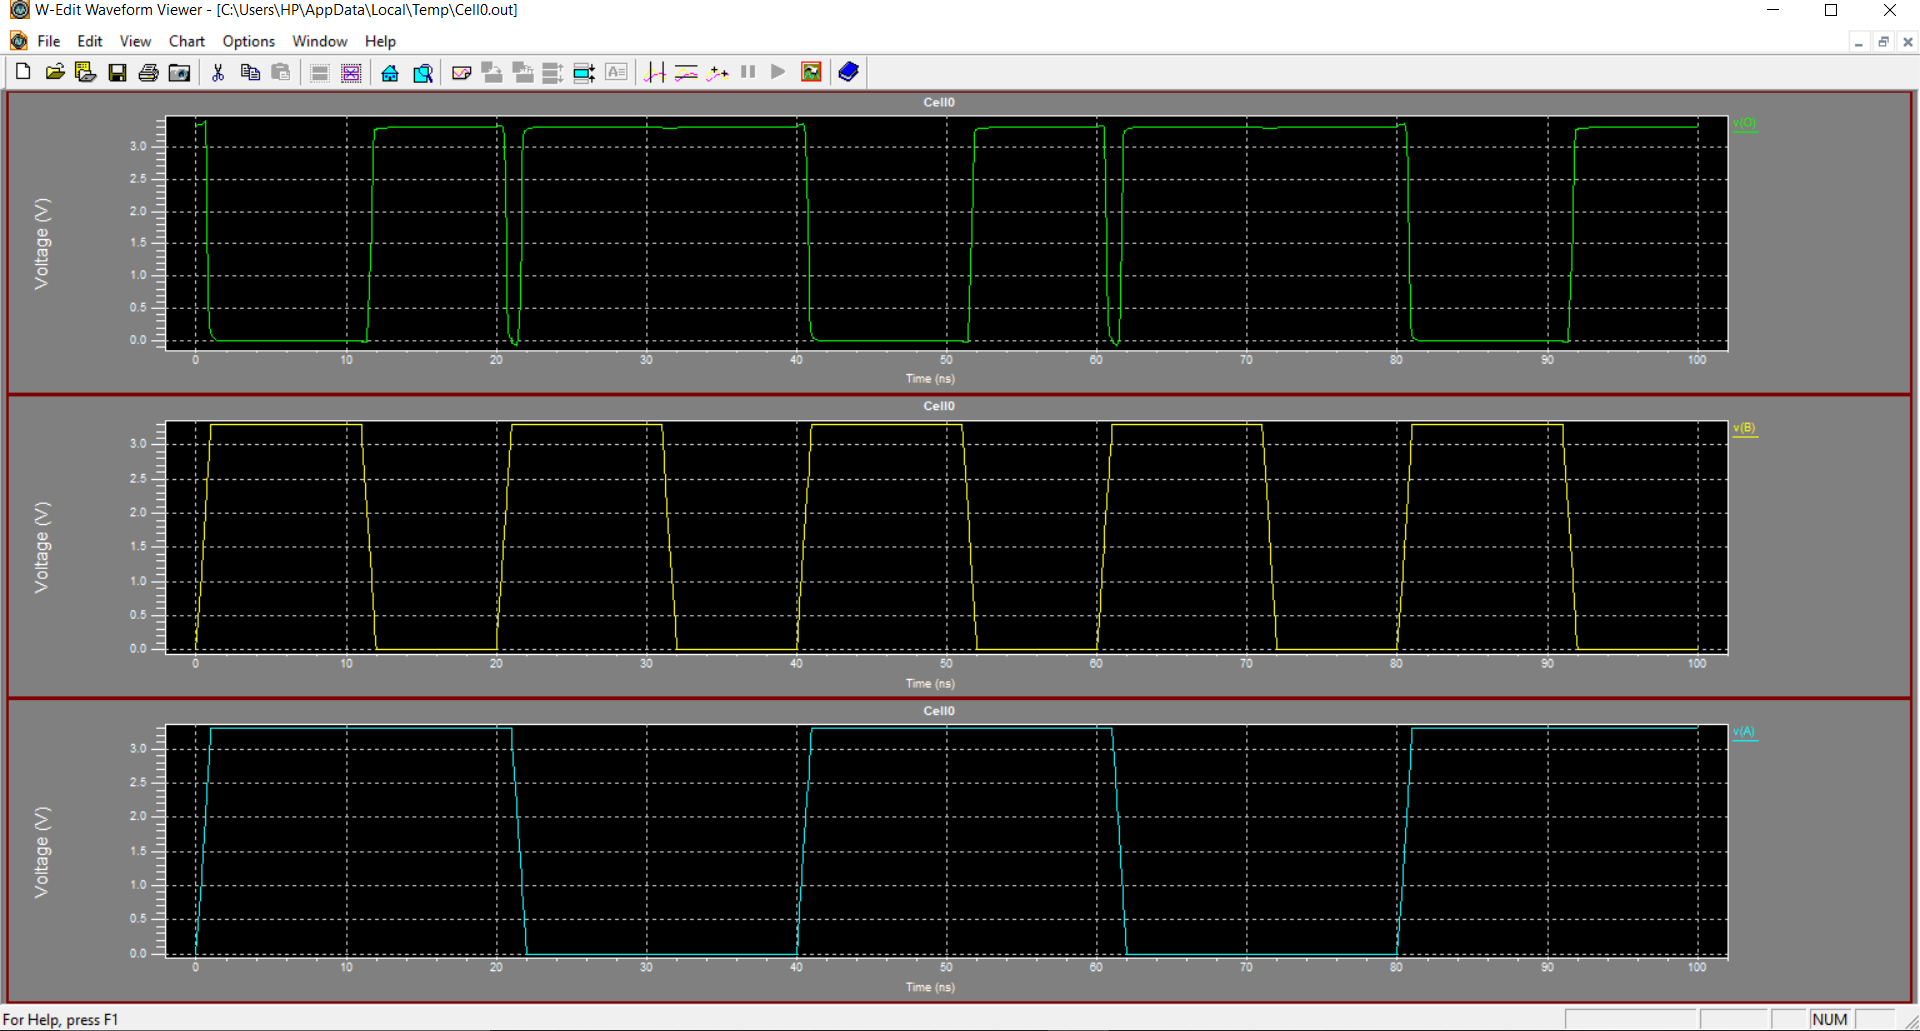 W-Edit Waveform Viewer - [C:\Users\HP\AppData\Local\Temp\Cell0.out]
File Edit View Chart Options Window Help
Cell0
v(O)
Voltage (V)
3.0
2.5
2.0
1.5
1.0
0.5
0.0
0 10 20 30 40 50 60 70 80 90 100
Time (ns)
Cell0
v(B)
Voltage (V)
3.0
2.5
2.0
1.5
1.0
0.5
0.0
0 10 20 30 40 50 60 70 80 90 100
Time (ns)
Cell0
v(A)
Voltage (V)
3.0
2.5
2.0
1.5
1.0
0.5
0.0
0 10 20 30 40 50 60 70 80 90 100
Time (ns)
For Help, press F1
NUM